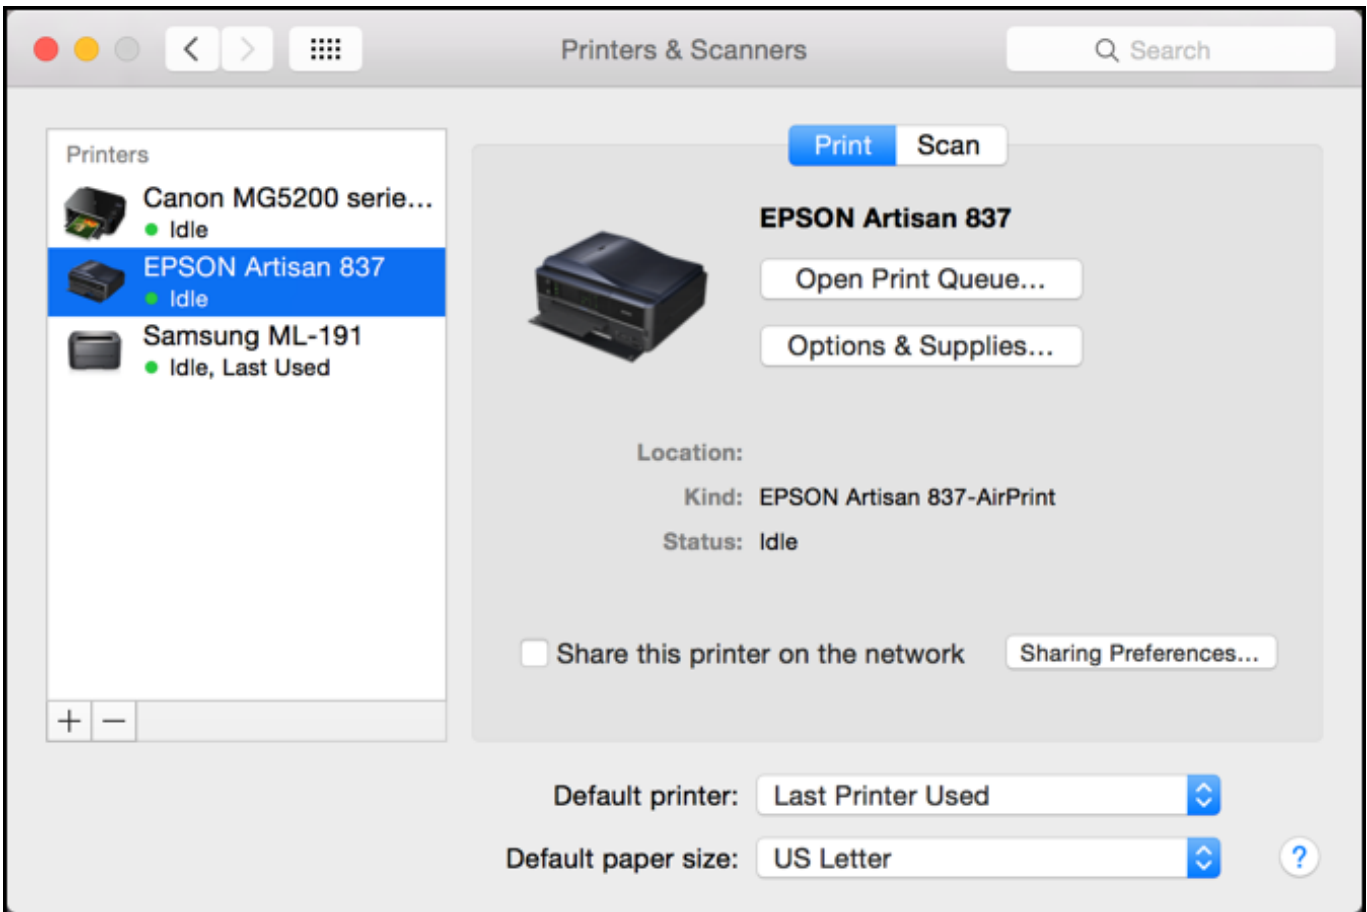 Printers & Scanners
Search
Printers
Canon MG5200 serie...
Idle
EPSON Artisan 837
Idle
Samsung ML-191
Idle, Last Used
+ −
Print Scan
EPSON Artisan 837
Open Print Queue...
Options & Supplies...
Location:
Kind: EPSON Artisan 837-AirPrint
Status: Idle
Share this printer on the network
Sharing Preferences...
Default printer: Last Printer Used
Default paper size: US Letter
?